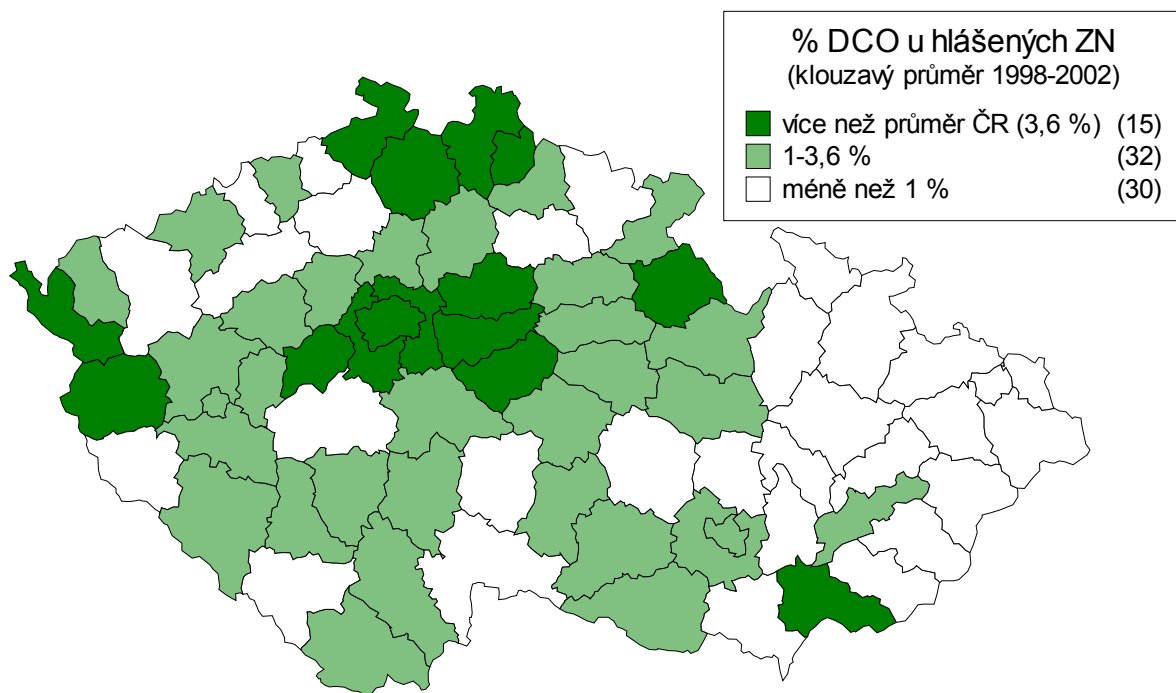 % DCO u hlášených ZN
(klouzavý průměr 1998-2002)
více než průměr ČR (3,6 %) (15)
1-3,6 % (32)
méně než 1 % (30)